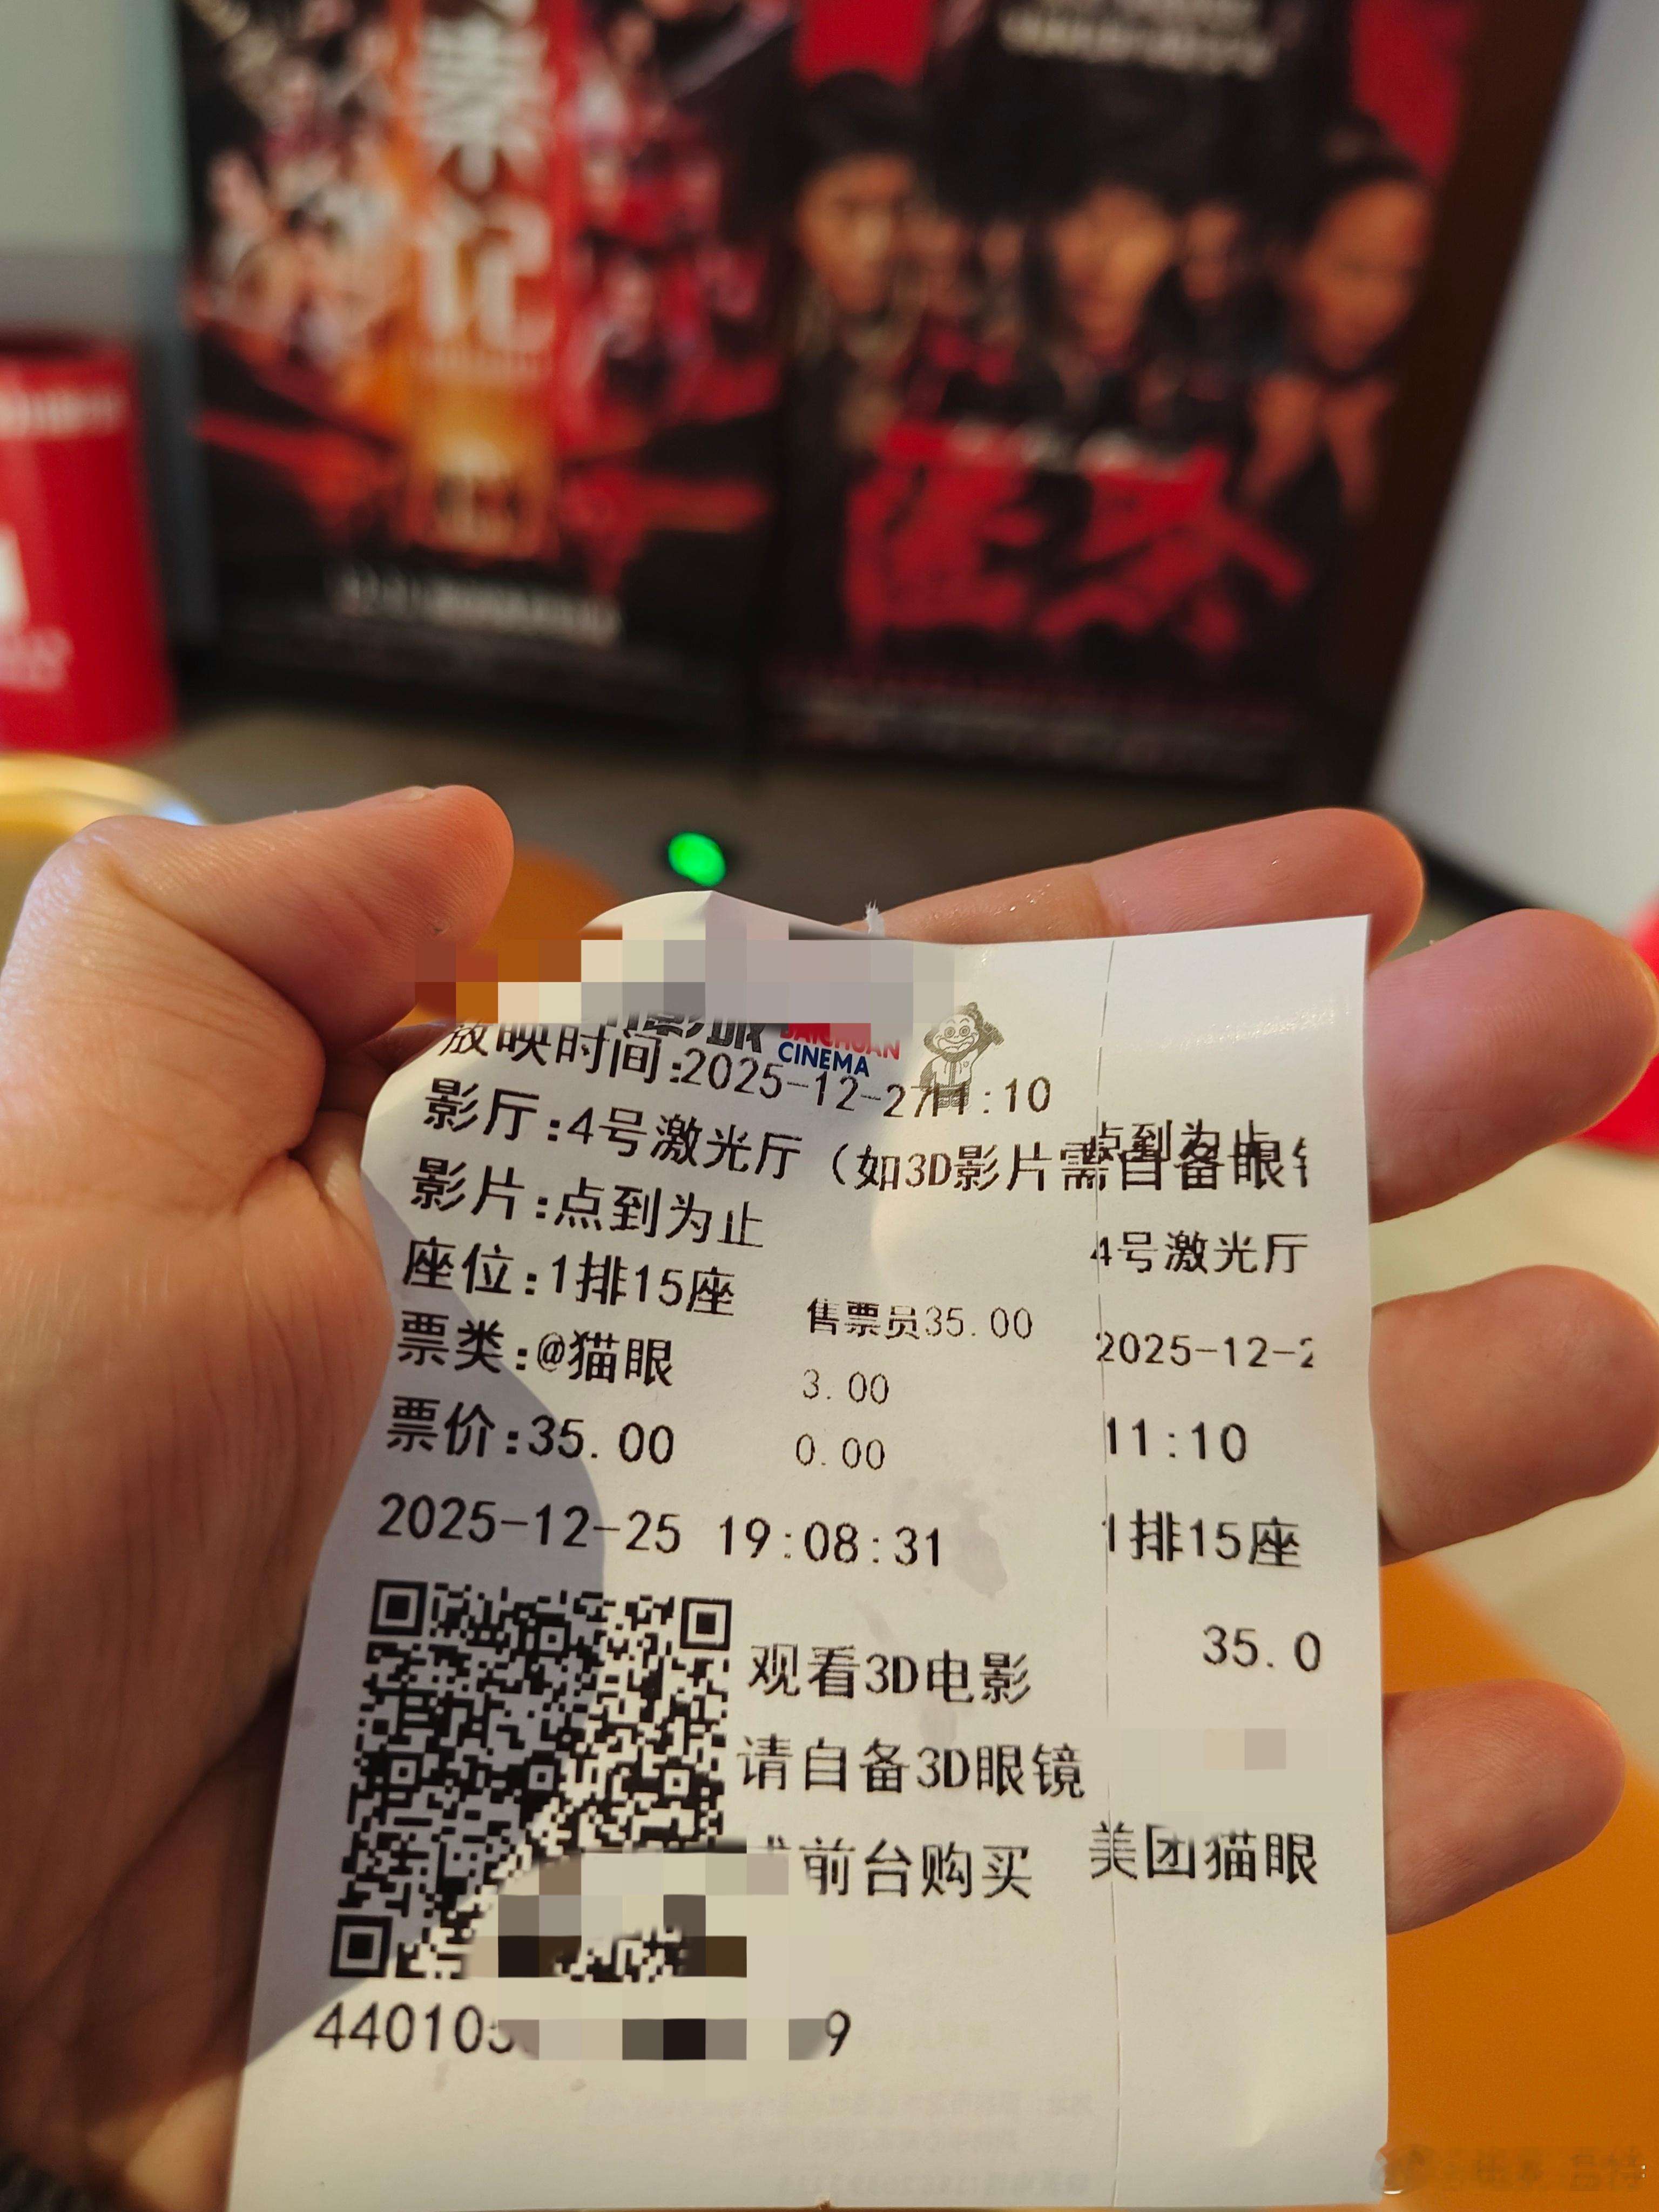 秦记
CINEMA
放映时间:2025-12-27 11:10
影厅:4号激光厅（如3D影片需自备眼镜
影片:点到为止
座位:1排15座
票类:@猫眼
票价:35.00
售票员35.00
3.00
0.00
2025-12-25 19:08:31
观看3D电影
请自备3D眼镜
前台购买
440105
9
点到为止
4号激光厅
2025-12-2
11:10
1排15座
35.0
美团猫眼